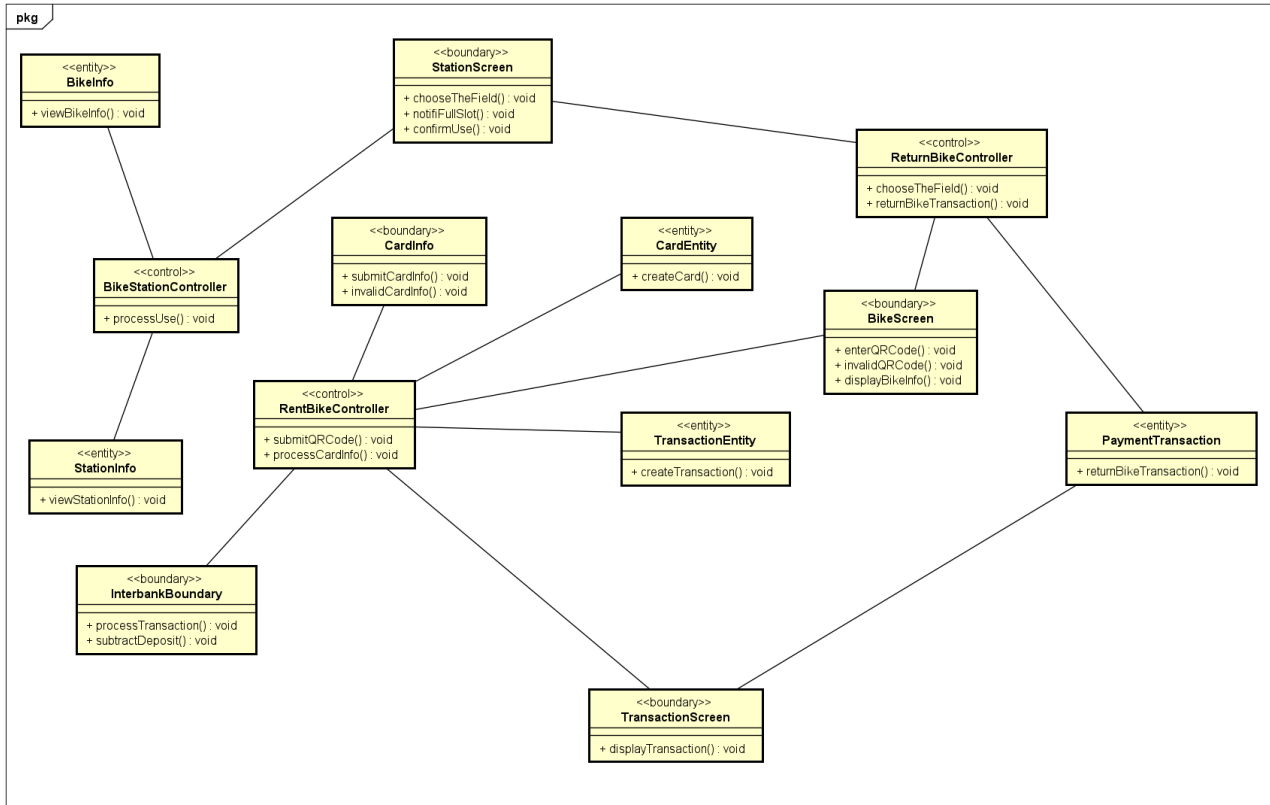 pkg
<<entity>>
BikeInfo
+ viewBikeInfo() : void
<<boundary>>
StationScreen
+ chooseTheField() : void
+ notifiFullSlot() : void
+ confirmUse() : void
<<control>>
ReturnBikeController
+ chooseTheField() : void
+ returnBikeTransaction() : void
<<boundary>>
CardInfo
+ submitCardInfo() : void
+ invalidCardInfo() : void
<<entity>>
CardEntity
+ createCard() : void
<<control>>
BikeStationController
+ processUse() : void
<<boundary>>
BikeScreen
+ enterQRCode() : void
+ invalidQRCode() : void
+ displayBikeInfo() : void
<<control>>
RentBikeController
+ submitQRCode() : void
+ processCardInfo() : void
<<entity>>
TransactionEntity
+ createTransaction() : void
<<entity>>
PaymentTransaction
+ returnBikeTransaction() : void
<<entity>>
StationInfo
+ viewStationInfo() : void
<<boundary>>
InterbankBoundary
+ processTransaction() : void
+ subtractDeposit() : void
<<boundary>>
TransactionScreen
+ displayTransaction() : void